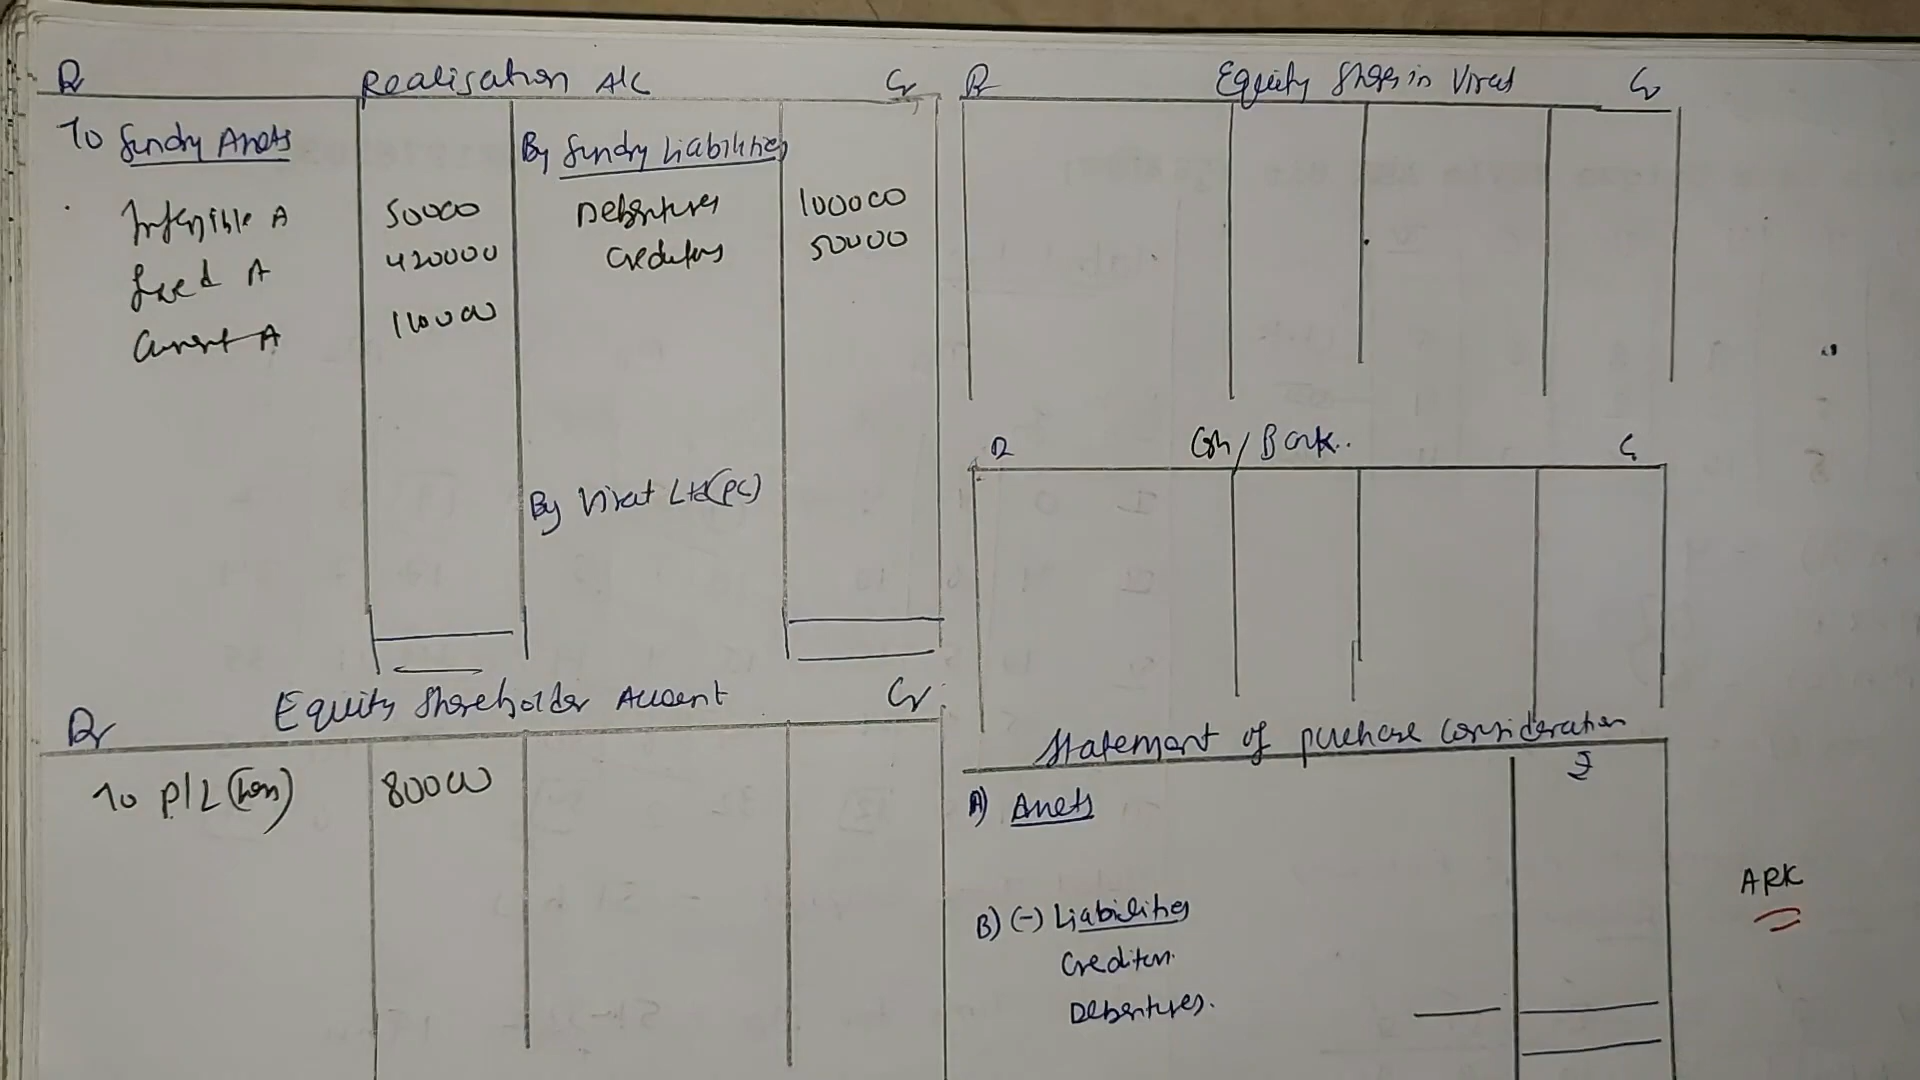 Dr Realisation A/C Cr
To Sundry Assets
By Sundry Liabilities
Intengible A 50000
Debentures 100000
Fixed A 420000
Creditors 50000
Current A 110000
By Virat Ltd (PC)
Dr Equity Shareholder Account Cr
To P/L (Loss) 80000
Dr Equity Shares in Virat Cr
Dr Cash / Bank.. Cr
Statement of purchase consideration
₹
A) Assets
B) (-) Liabilities
Creditors.
Debentures.
ARK